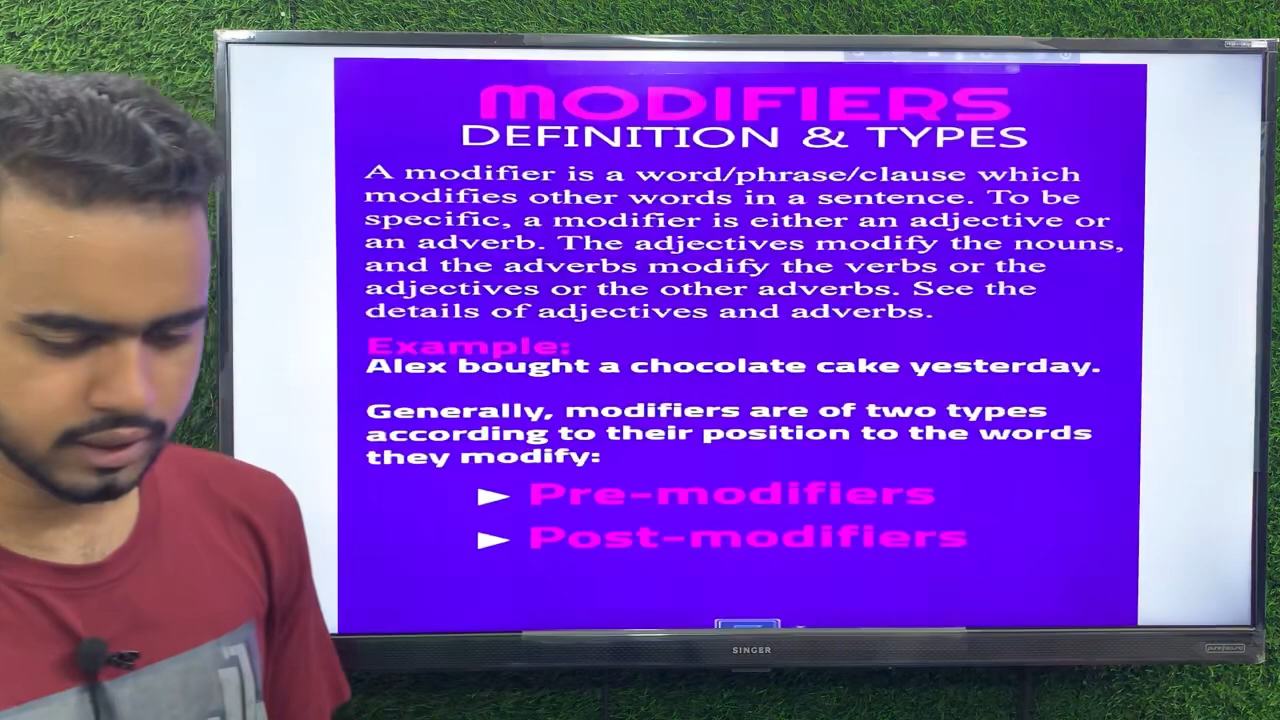 MODIFIERS
DEFINITION & TYPES
A modifier is a word/phrase/clause which
modifies other words in a sentence. To be
specific, a modifier is either an adjective or
an adverb. The adjectives modify the nouns,
and the adverbs modify the verbs or the
adjectives or the other adverbs. See the
details of adjectives and adverbs.
Example:
Alex bought a chocolate cake yesterday.
Generally, modifiers are of two types
according to their position to the words
they modify:
► Pre-modifiers
► Post-modifiers
SINGER